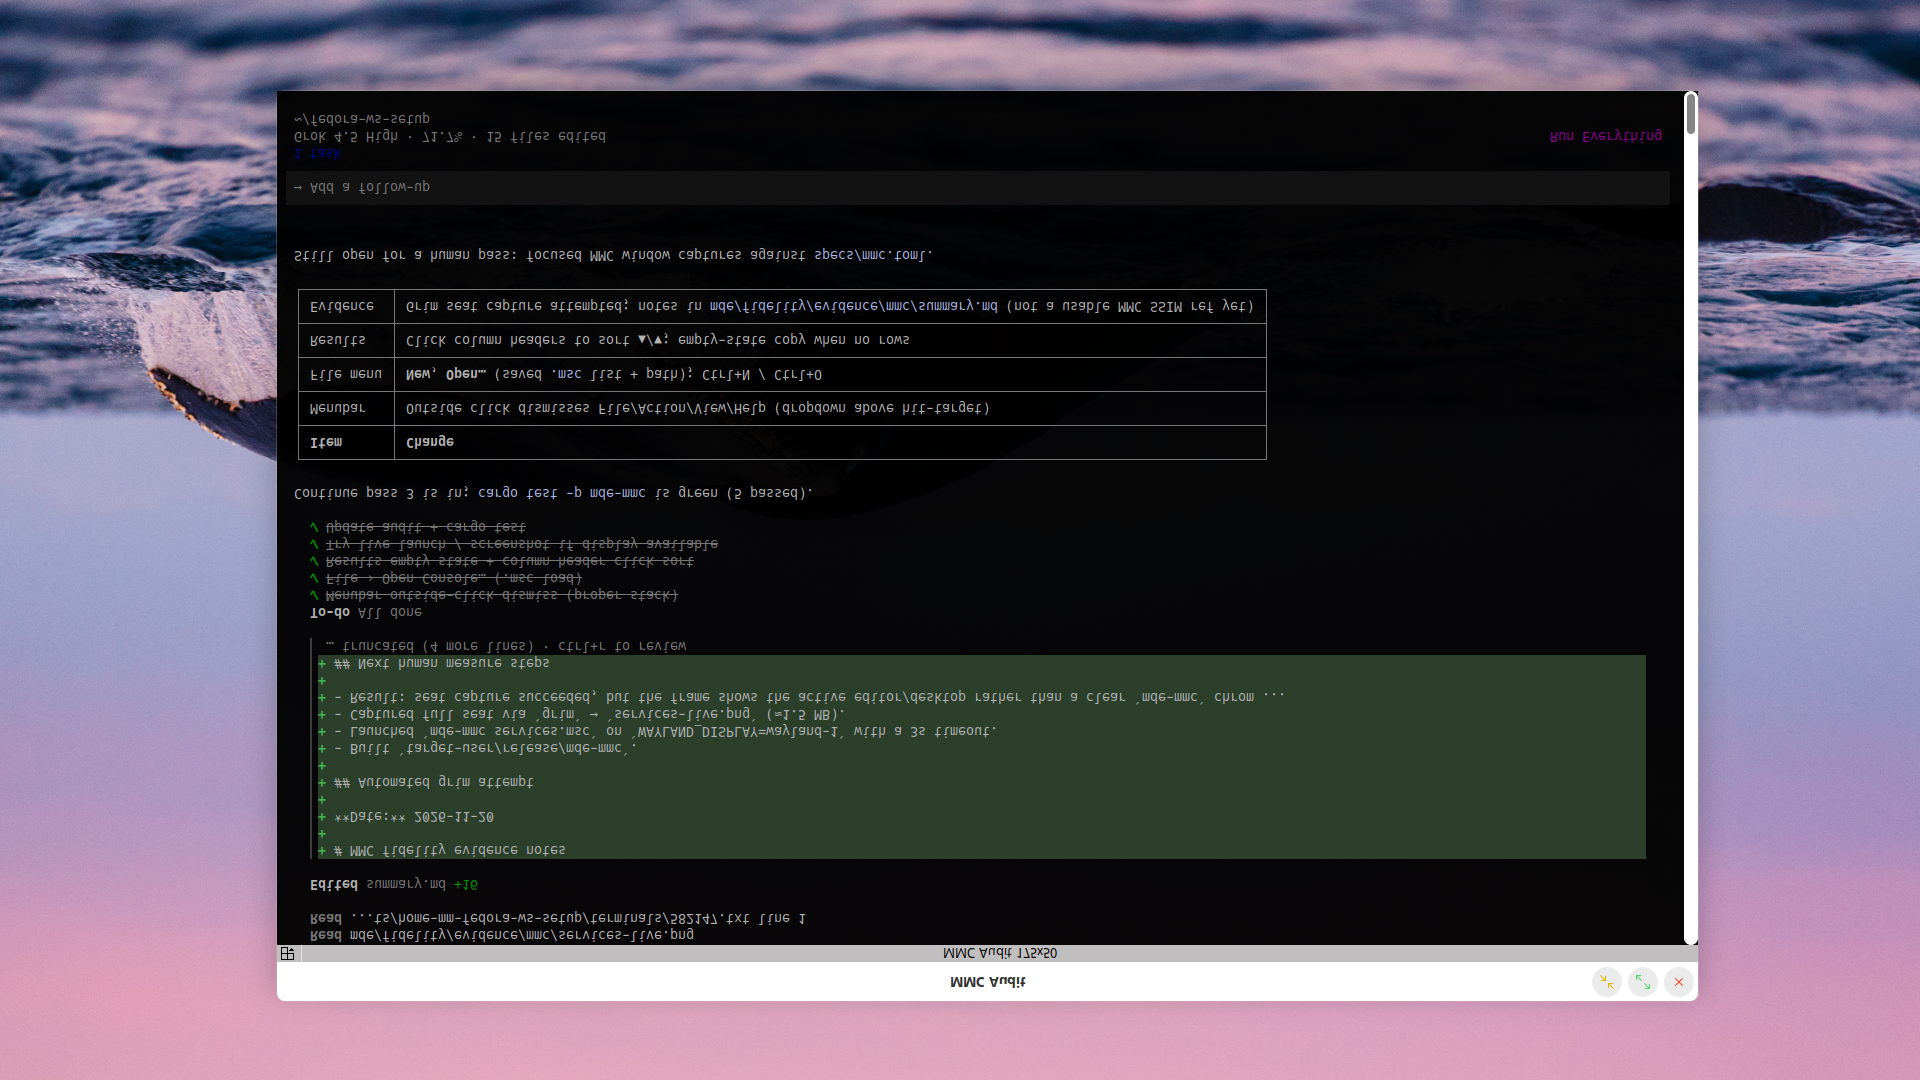 MMC Audit
MMC Audit 175x50
Read mde/fidelity/evidence/mmc/services-live.png
Read ...ts/home-mm-fedora-ws-setup/terminals/582147.txt line 1
Edited summary.md +16
+ # MMC fidelity evidence notes
+
+ **Date:** 2026-11-20
+
+ ## Automated grim attempt
+
+ - Built `target-user/release/mde-mmc`.
+ - Launched `mde-mmc services.msc` on `WAYLAND_DISPLAY=wayland-1` with a 3s timeout.
+ - Captured full seat via `grim` → `services-live.png` (≈1.5 MB).
+ - Result: seat capture succeeded, but the frame shows the active editor/desktop rather than a clear `mde-mmc` chrom ...
+
+ ## Next human measure steps
… truncated (4 more lines) · ctrl+r to review
To-do All done
✓ Menubar outside-click dismiss (proper stack)
✓ File > Open Console… (.msc load)
✓ Results empty state + column header click sort
✓ Try live launch / screenshot if display available
✓ Update audit + cargo test
Continue pass 3 is in; cargo test -p mde-mmc is green (5 passed).
Item Change
Menubar Outside click dismisses File/Action/View/Help (dropdown above hit-target)
File menu New, Open… (saved .msc list + path); Ctrl+N / Ctrl+O
Results Click column headers to sort ▲/▼; empty-state copy when no rows
Evidence Grim seat capture attempted; notes in mde/fidelity/evidence/mmc/summary.md (not a usable MMC SSIM ref yet)
Still open for a human pass: focused MMC window captures against specs/mmc.toml.
→ Add a follow-up
1 task
Grok 4.5 High · 71.7% · 15 files edited Run Everything
~/fedora-ws-setup